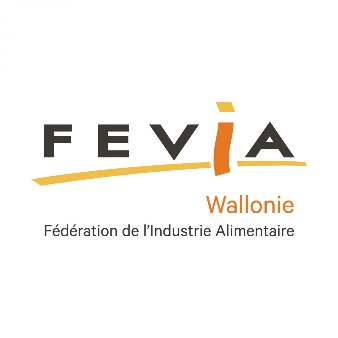 FEViA
Wallonie
Fédération de l'Industrie Alimentaire